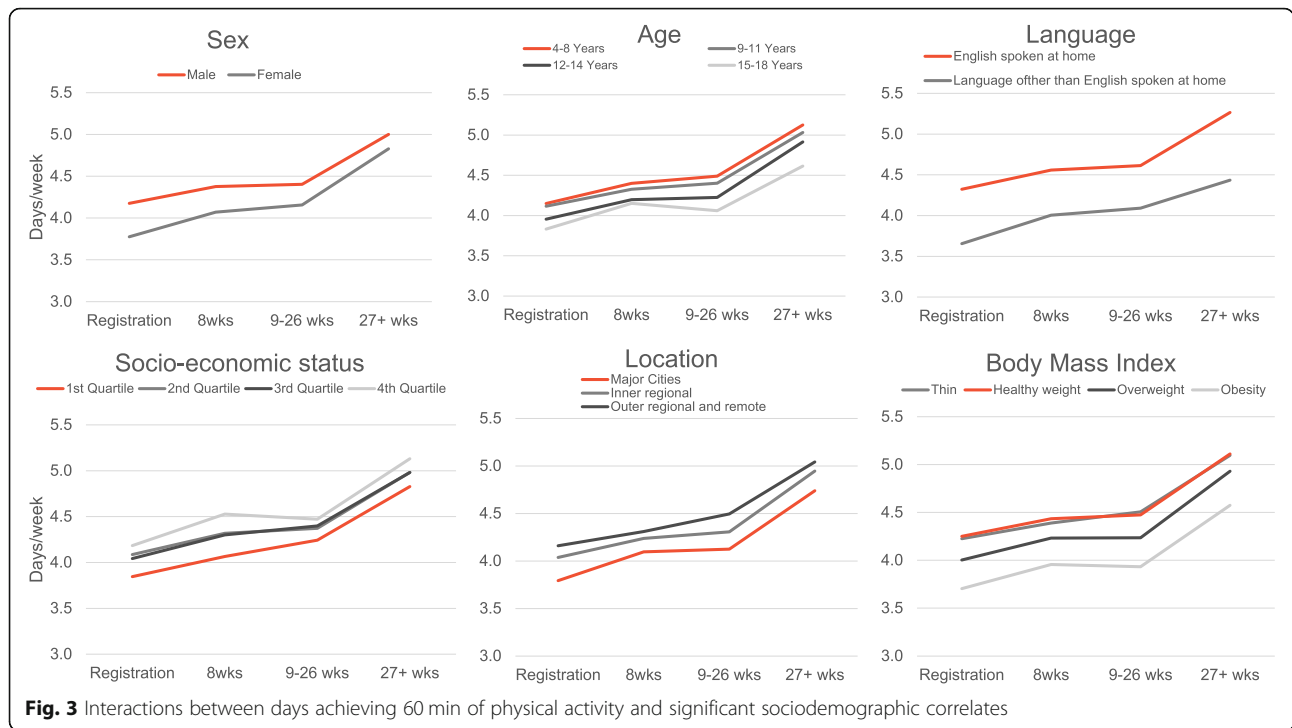 Sex
Male Female
5.5
5.0
4.5
4.0
3.5
3.0
Days/week
Registration 8wks 9-26 wks 27+ wks
Age
4-8 Years 9-11 Years
12-14 Years 15-18 Years
5.5
5.0
4.5
4.0
3.5
3.0
Registration 8wks 9-26 wks 27+ wks
Language
English spoken at home
Language ofther than English spoken at home
5.5
5.0
4.5
4.0
3.5
3.0
Registration 8wks 9-26 wks 27+ wks
Socio-economic status
1st Quartile 2nd Quartile 3rd Quartile 4th Quartile
5.5
5.0
4.5
4.0
3.5
3.0
Days/week
Registration 8wks 9-26 wks 27+ wks
Location
Major Cities
Inner regional
Outer regional and remote
5.5
5.0
4.5
4.0
3.5
3.0
Registration 8wks 9-26 wks 27+ wks
Body Mass Index
Thin Healthy weight Overweight Obesity
5.5
5.0
4.5
4.0
3.5
3.0
Registration 8wks 9-26 wks 27+ wks
Fig. 3 Interactions between days achieving 60 min of physical activity and significant sociodemographic correlates